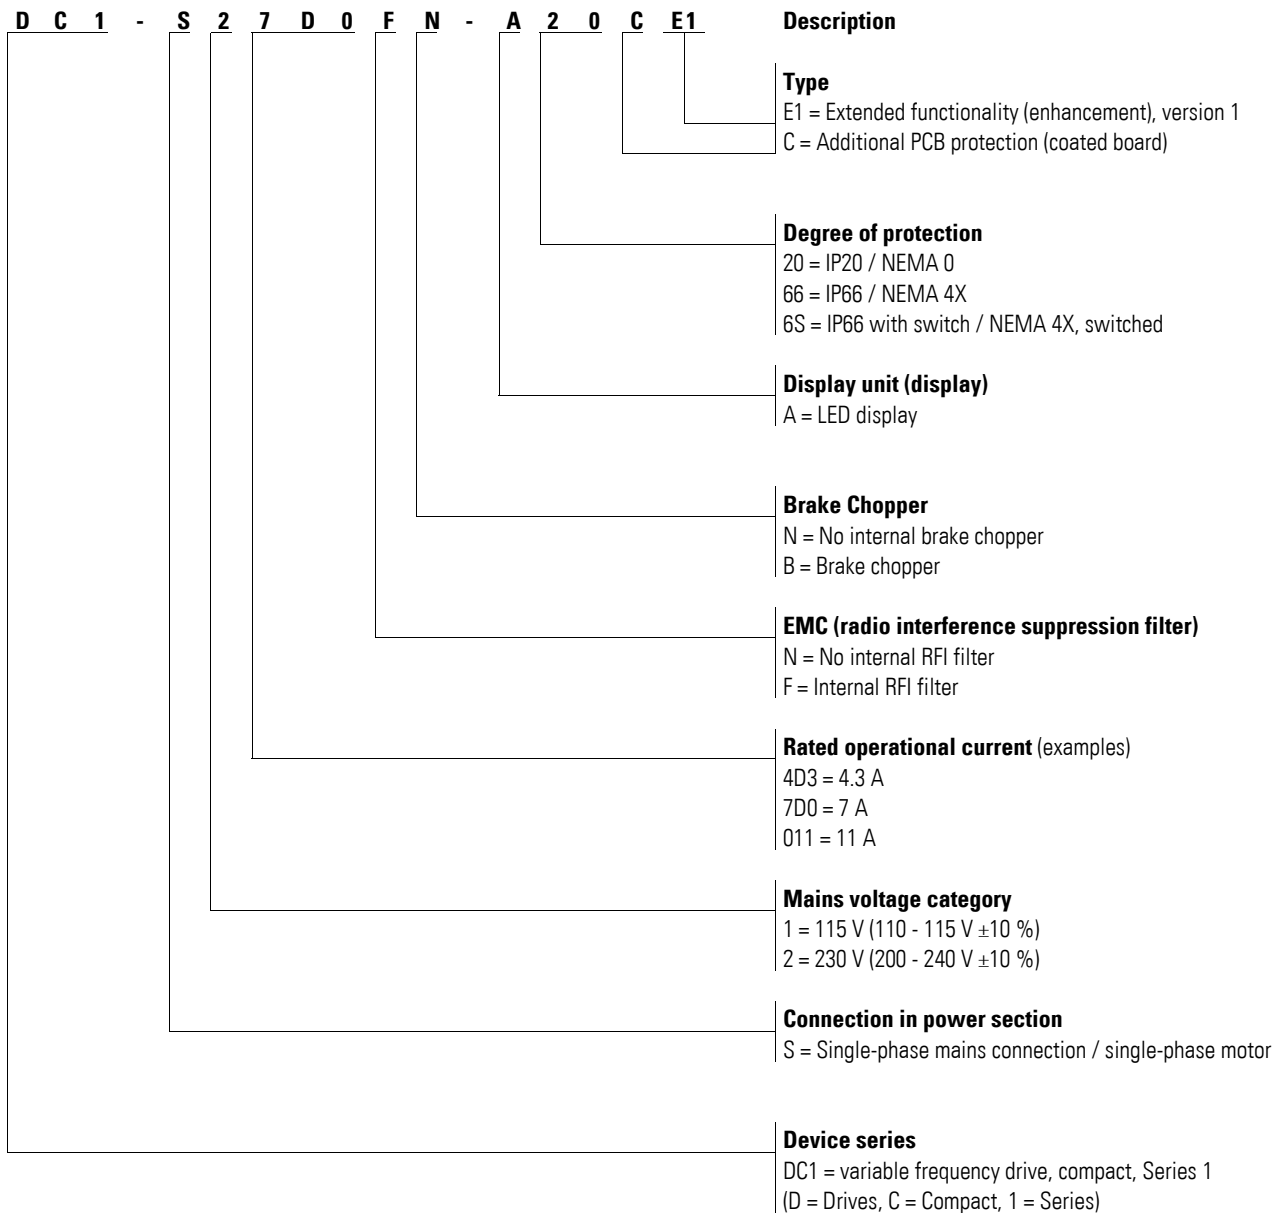 D C 1 - S 2 7 D 0 F N - A 2 0 C E1 Description
Type
E1 = Extended functionality (enhancement), version 1
C = Additional PCB protection (coated board)
Degree of protection
20 = IP20 / NEMA 0
66 = IP66 / NEMA 4X
6S = IP66 with switch / NEMA 4X, switched
Display unit (display)
A = LED display
Brake Chopper
N = No internal brake chopper
B = Brake chopper
EMC (radio interference suppression filter)
N = No internal RFI filter
F = Internal RFI filter
Rated operational current (examples)
4D3 = 4.3 A
7D0 = 7 A
011 = 11 A
Mains voltage category
1 = 115 V (110 - 115 V ±10 %)
2 = 230 V (200 - 240 V ±10 %)
Connection in power section
S = Single-phase mains connection / single-phase motor
Device series
DC1 = variable frequency drive, compact, Series 1
(D = Drives, C = Compact, 1 = Series)